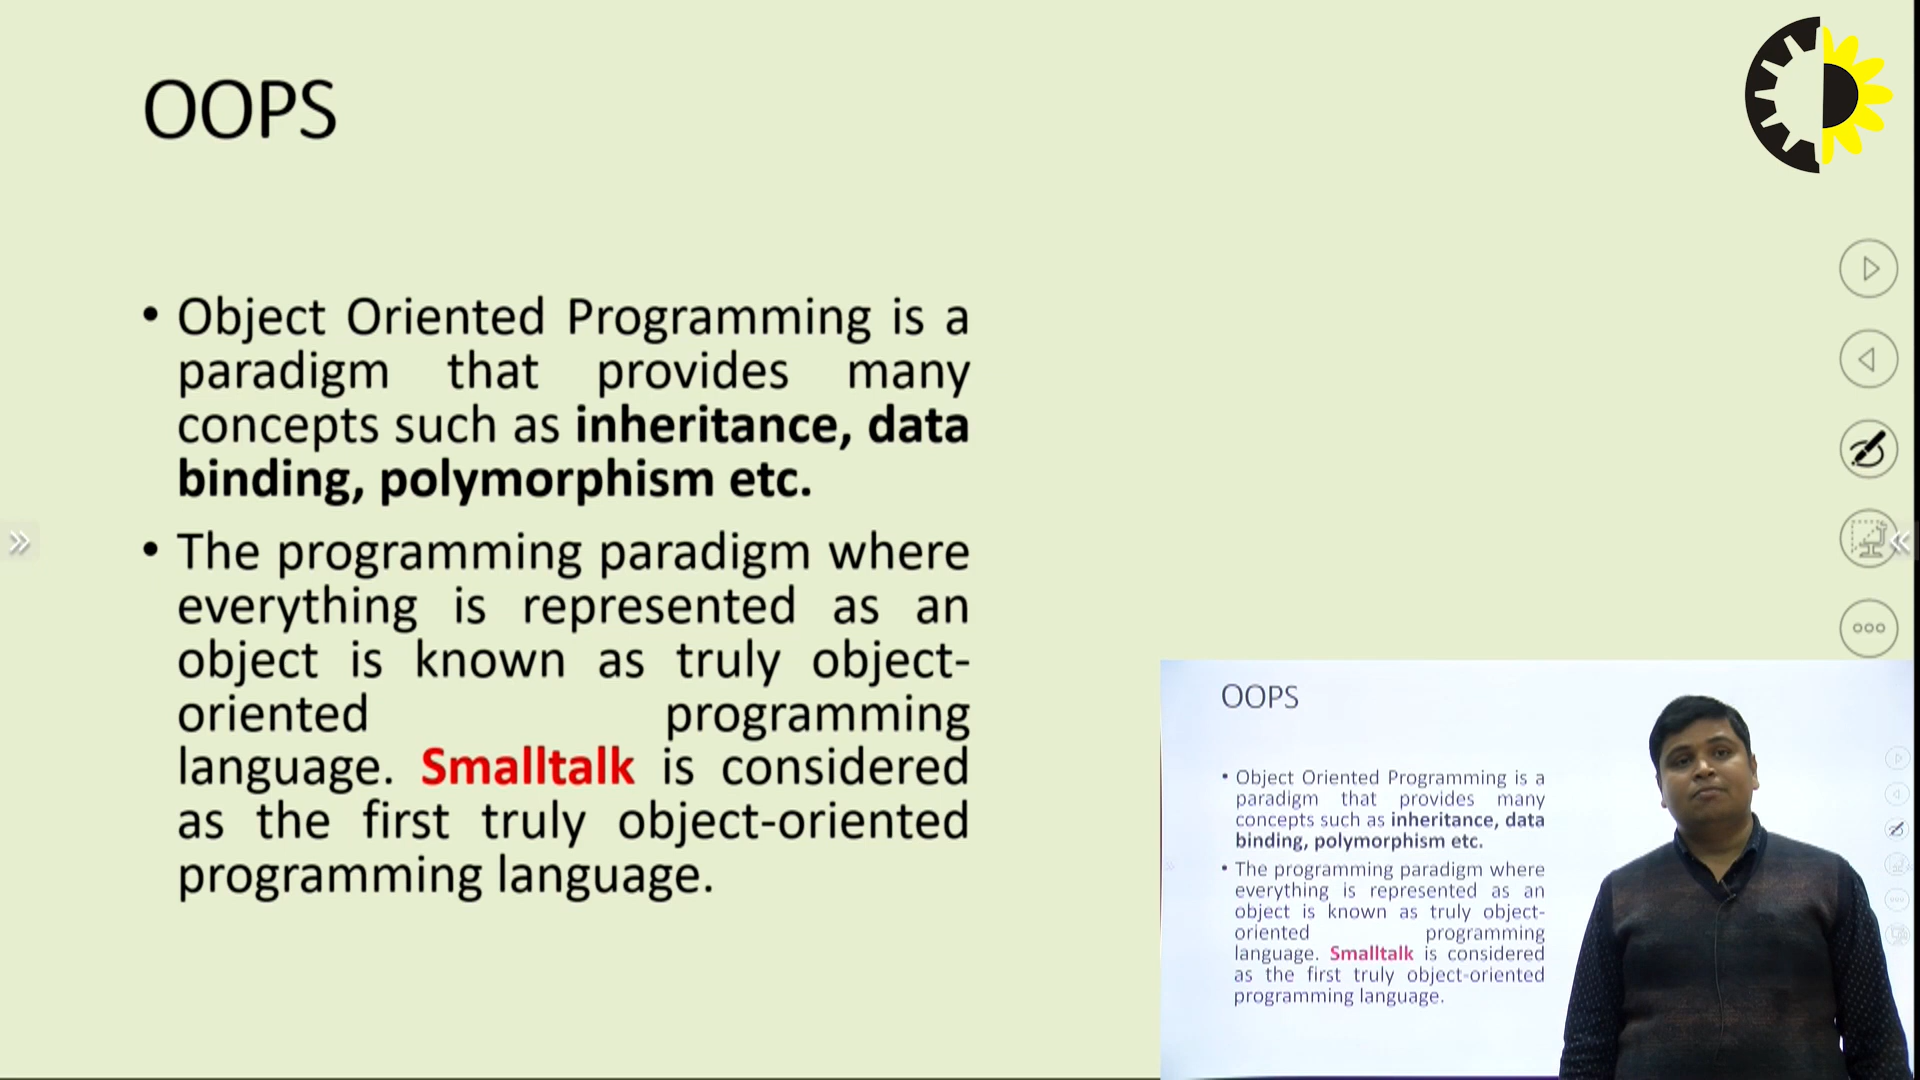 OOPS
• Object Oriented Programming is a
paradigm that provides many
concepts such as inheritance, data
binding, polymorphism etc.
• The programming paradigm where
everything is represented as an
object is known as truly object-
oriented programming
language. Smalltalk is considered
as the first truly object-oriented
programming language.
OOPS
• Object Oriented Programming is a
paradigm that provides many
concepts such as inheritance, data
binding, polymorphism etc.
• The programming paradigm where
everything is represented as an
object is known as truly object-
oriented programming
language. Smalltalk is considered
as the first truly object-oriented
programming language.